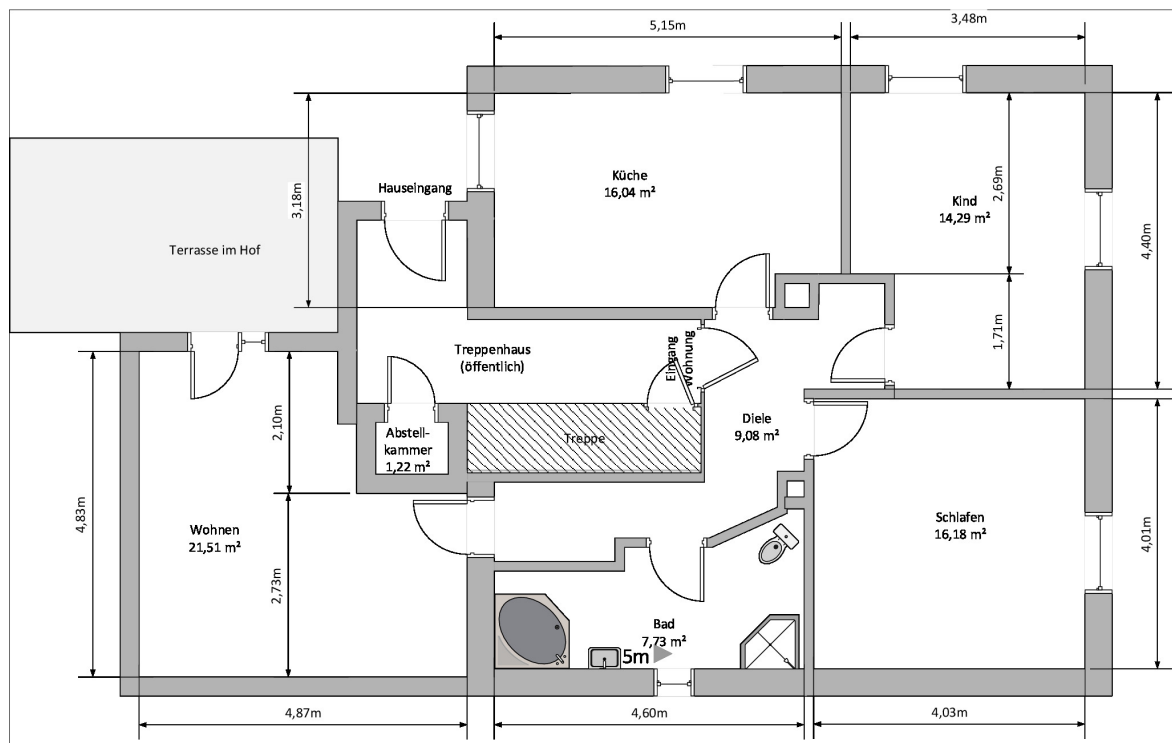 5,15m
3,48m
Küche
16,04 m²
Kind
14,29 m²
2,69m
4,40m
3,18m
Hauseingang
Terrasse im Hof
1,71m
Treppenhaus
(öffentlich)
Eingang
Wohnung
Abstell-
kammer
1,22 m²
Treppe
Diele
9,08 m²
2,10m
4,83m
Wohnen
21,51 m²
2,73m
Schlafen
16,18 m²
4,01m
Bad
7,73 m²
5m
4,87m
4,60m
4,03m